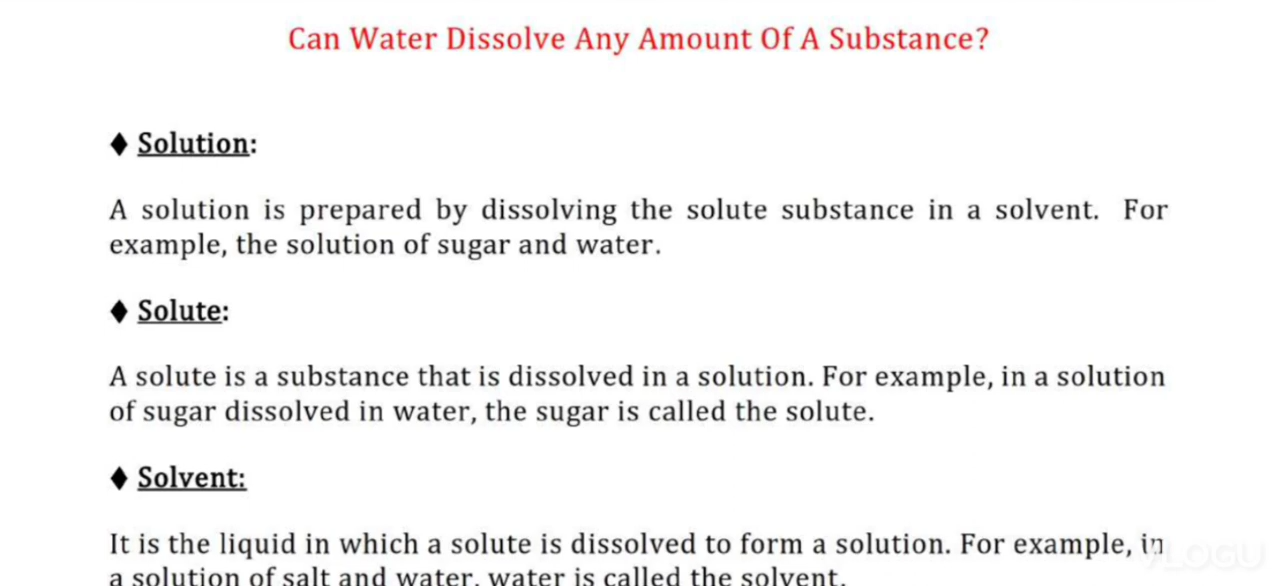 Can Water Dissolve Any Amount Of A Substance?
♦ Solution:
A solution is prepared by dissolving the solute substance in a solvent. For
example, the solution of sugar and water.
♦ Solute:
A solute is a substance that is dissolved in a solution. For example, in a solution
of sugar dissolved in water, the sugar is called the solute.
♦ Solvent:
It is the liquid in which a solute is dissolved to form a solution. For example, in
a solution of salt and water, water is called the solvent.